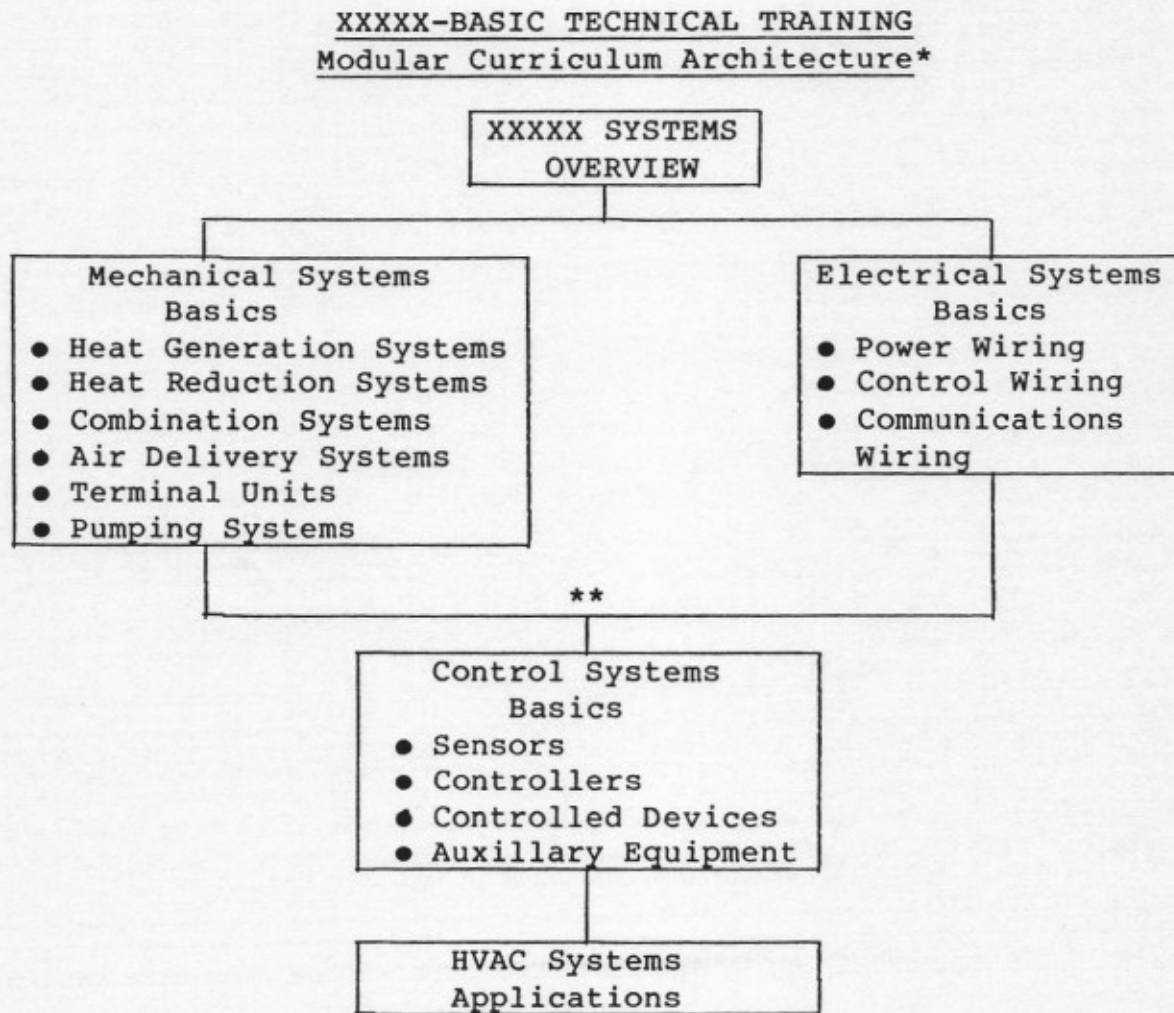 XXXXX-BASIC TECHNICAL TRAINING
Modular Curriculum Architecture*
XXXXX SYSTEMS
OVERVIEW
Mechanical Systems
Basics
● Heat Generation Systems
● Heat Reduction Systems
● Combination Systems
● Air Delivery Systems
● Terminal Units
● Pumping Systems
Electrical Systems
Basics
● Power Wiring
● Control Wiring
● Communications
Wiring
**
Control Systems
Basics
● Sensors
● Controllers
● Controlled Devices
● Auxillary Equipment
HVAC Systems
Applications